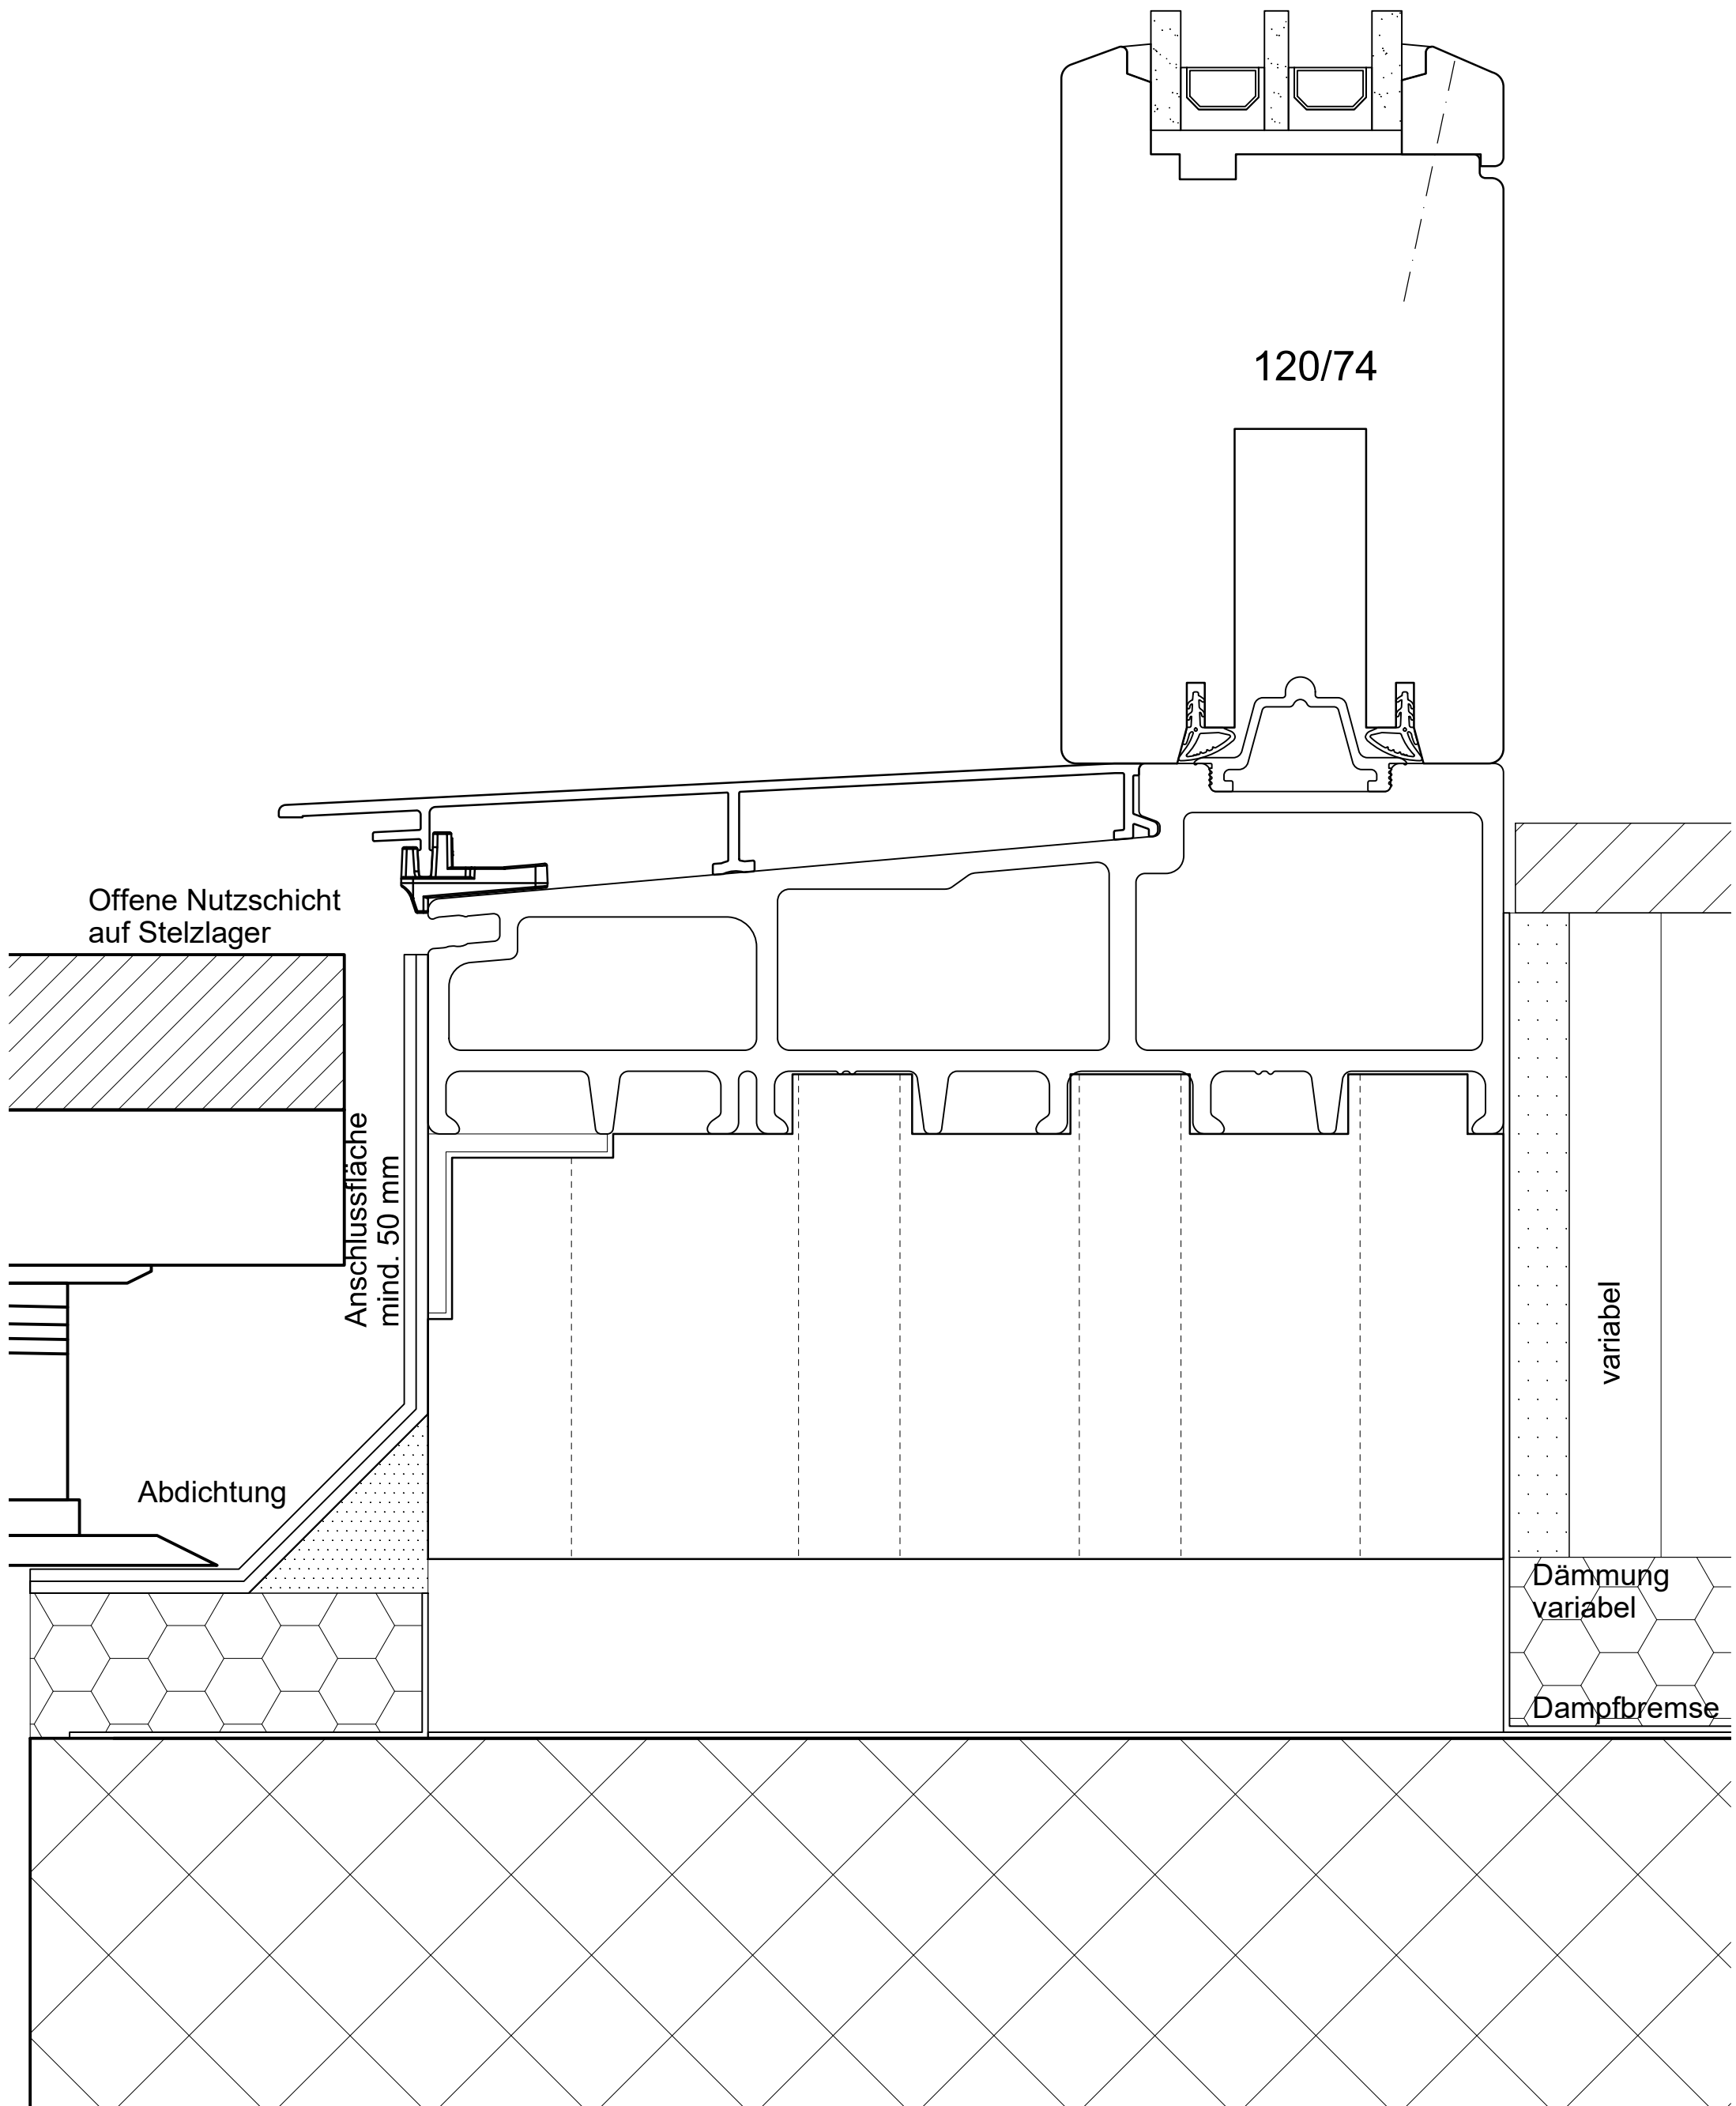 120/74
Offene Nutzschicht
auf Stelzlager
Anschlussfläche
mind. 50 mm
variabel
Abdichtung
Dämmung
variabel
Dampfbremse